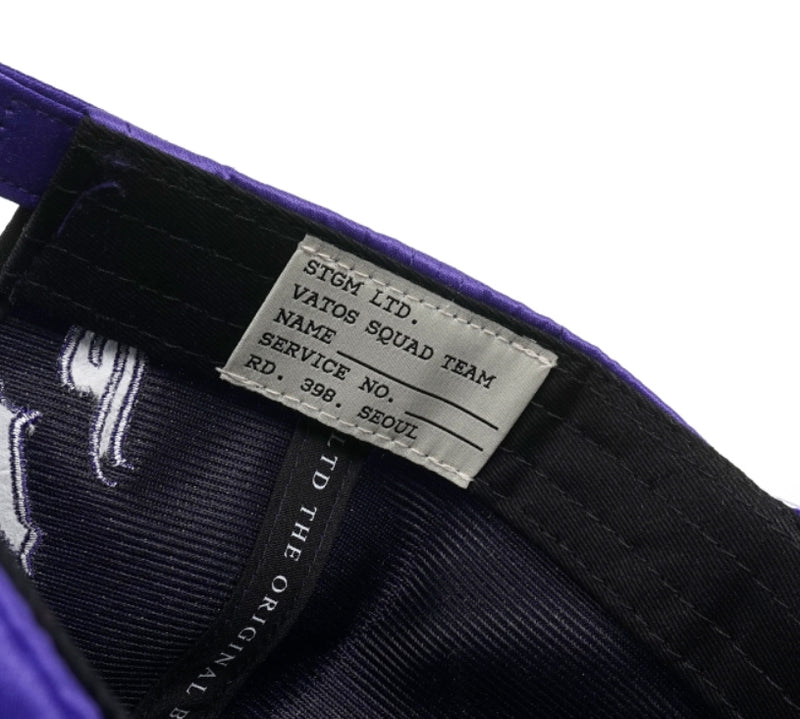 STGM LTD.
VATOS SQUAD TEAM
NAME
SERVICE NO.
RD. 398. SEOUL
LTD THE ORIGINAL B